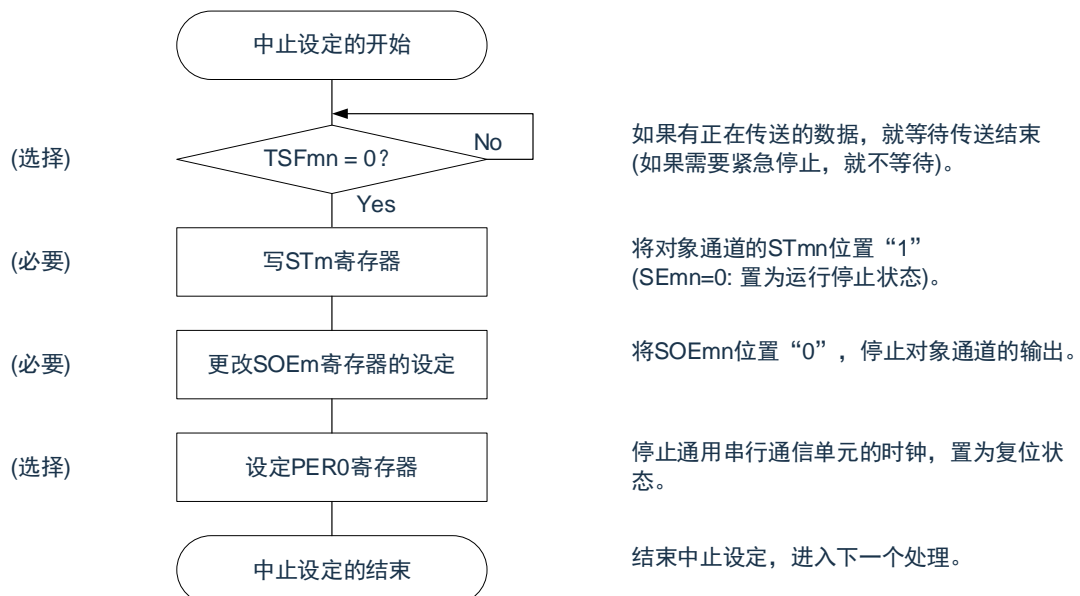 中止设定的开始
No
(选择)
TSFmn = 0?
如果有正在传送的数据，就等待传送结束
(如果需要紧急停止，就不等待)。
Yes
(必要)
写STm寄存器
将对象通道的STmn位置“1”
(SEmn=0: 置为运行停止状态)。
(必要)
更改SOEm寄存器的设定
将SOEmn位置“0”，停止对象通道的输出。
(选择)
设定PER0寄存器
停止通用串行通信单元的时钟，置为复位状
态。
中止设定的结束
结束中止设定，进入下一个处理。